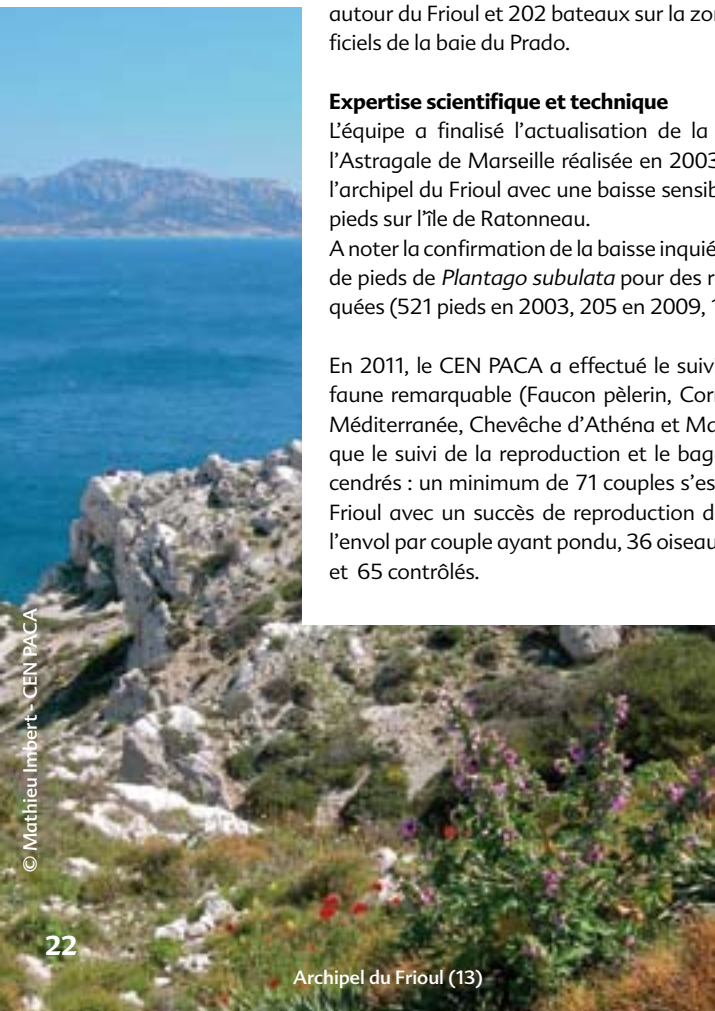 autour du Frioul et 202 bateaux sur la zon
ficiels de la baie du Prado.
Expertise scientifique et technique
L'équipe a finalisé l'actualisation de la
l'Astragale de Marseille réalisée en 2003
l'archipel du Frioul avec une baisse sensib
pieds sur l'île de Ratonneau.
A noter la confirmation de la baisse inquié
de pieds de Plantago subulata pour des r
quées (521 pieds en 2003, 205 en 2009, 1
En 2011, le CEN PACA a effectué le suivi
faune remarquable (Faucon pèlerin, Cor
Méditerranée, Chevêche d'Athéna et Ma
que le suivi de la reproduction et le bag
cendrés : un minimum de 71 couples s'es
Frioul avec un succès de reproduction d
l'envol par couple ayant pondu, 36 oiseau
et 65 contrôlés.
© Mathieu Imbert - CEN PACA
22
Archipel du Frioul (13)